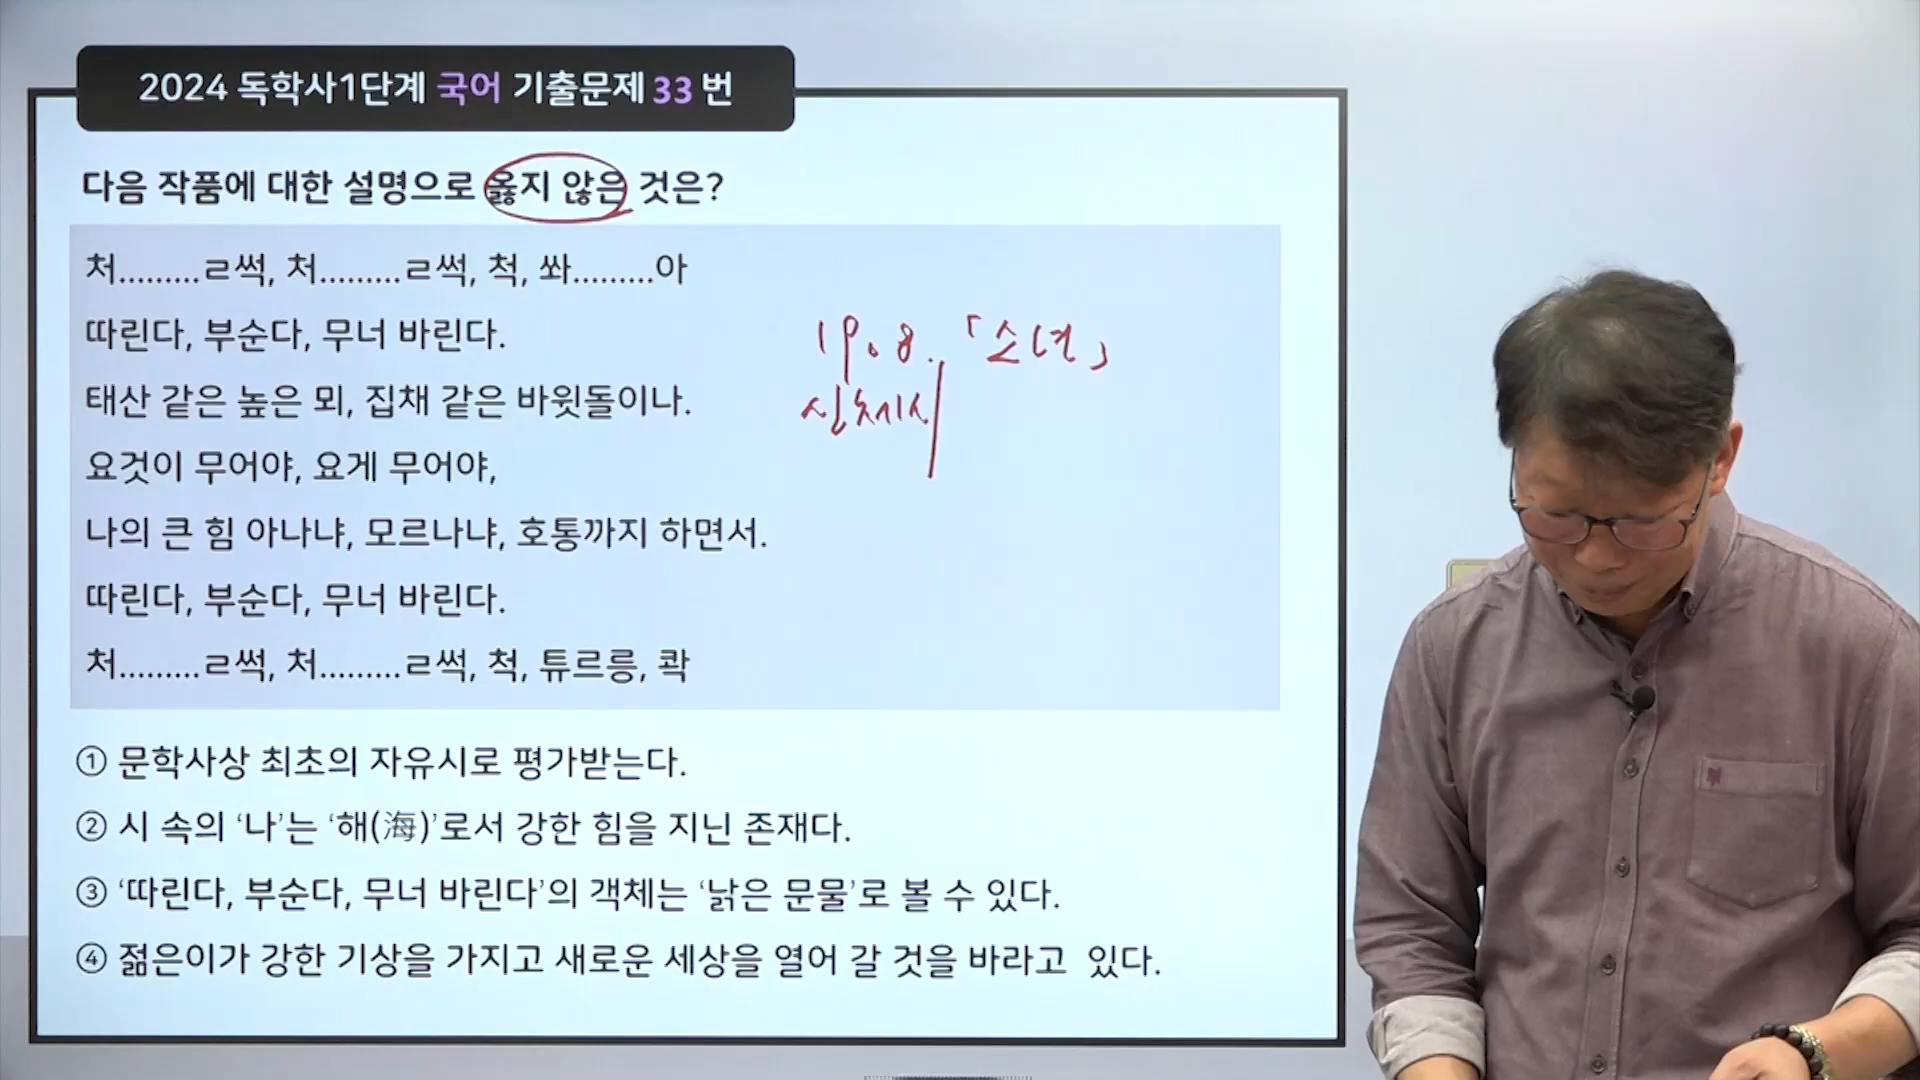 2024 독학사1단계 국어 기출문제 33 번
다음 작품에 대한 설명으로 옳지 않은 것은?
처.........ㄹ썩, 처.........ㄹ썩, 척, 쏴.........아
따린다, 부순다, 무너 바린다.
태산 같은 높은 뫼, 집채 같은 바윗돌이나.
요것이 무어야, 요게 무어야,
나의 큰 힘 아나냐, 모르나냐, 호통까지 하면서.
따린다, 부순다, 무너 바린다.
처.........ㄹ썩, 처.........ㄹ썩, 척, 튜르릉, 콱
1908. 「소년」
신체시
① 문학사상 최초의 자유시로 평가받는다.
② 시 속의 ‘나’는 ‘해(海)’로서 강한 힘을 지닌 존재다.
③ ‘따린다, 부순다, 무너 바린다’의 객체는 ‘낡은 문물’로 볼 수 있다.
④ 젊은이가 강한 기상을 가지고 새로운 세상을 열어 갈 것을 바라고 있다.